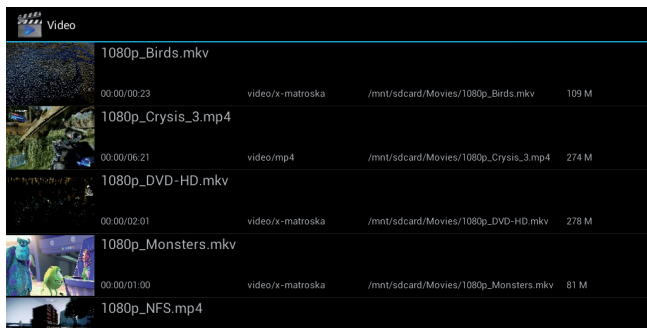 Video
1080p_Birds.mkv
00:00/00:23 video/x-matroska /mnt/sdcard/Movies/1080p_Birds.mkv 109 M
1080p_Crysis_3.mp4
00:00/06:21 video/mp4 /mnt/sdcard/Movies/1080p_Crysis_3.mp4 274 M
1080p_DVD-HD.mkv
00:00/02:01 video/x-matroska /mnt/sdcard/Movies/1080p_DVD-HD.mkv 278 M
1080p_Monsters.mkv
00:00/01:00 video/x-matroska /mnt/sdcard/Movies/1080p_Monsters.mkv 81 M
1080p_NFS.mp4